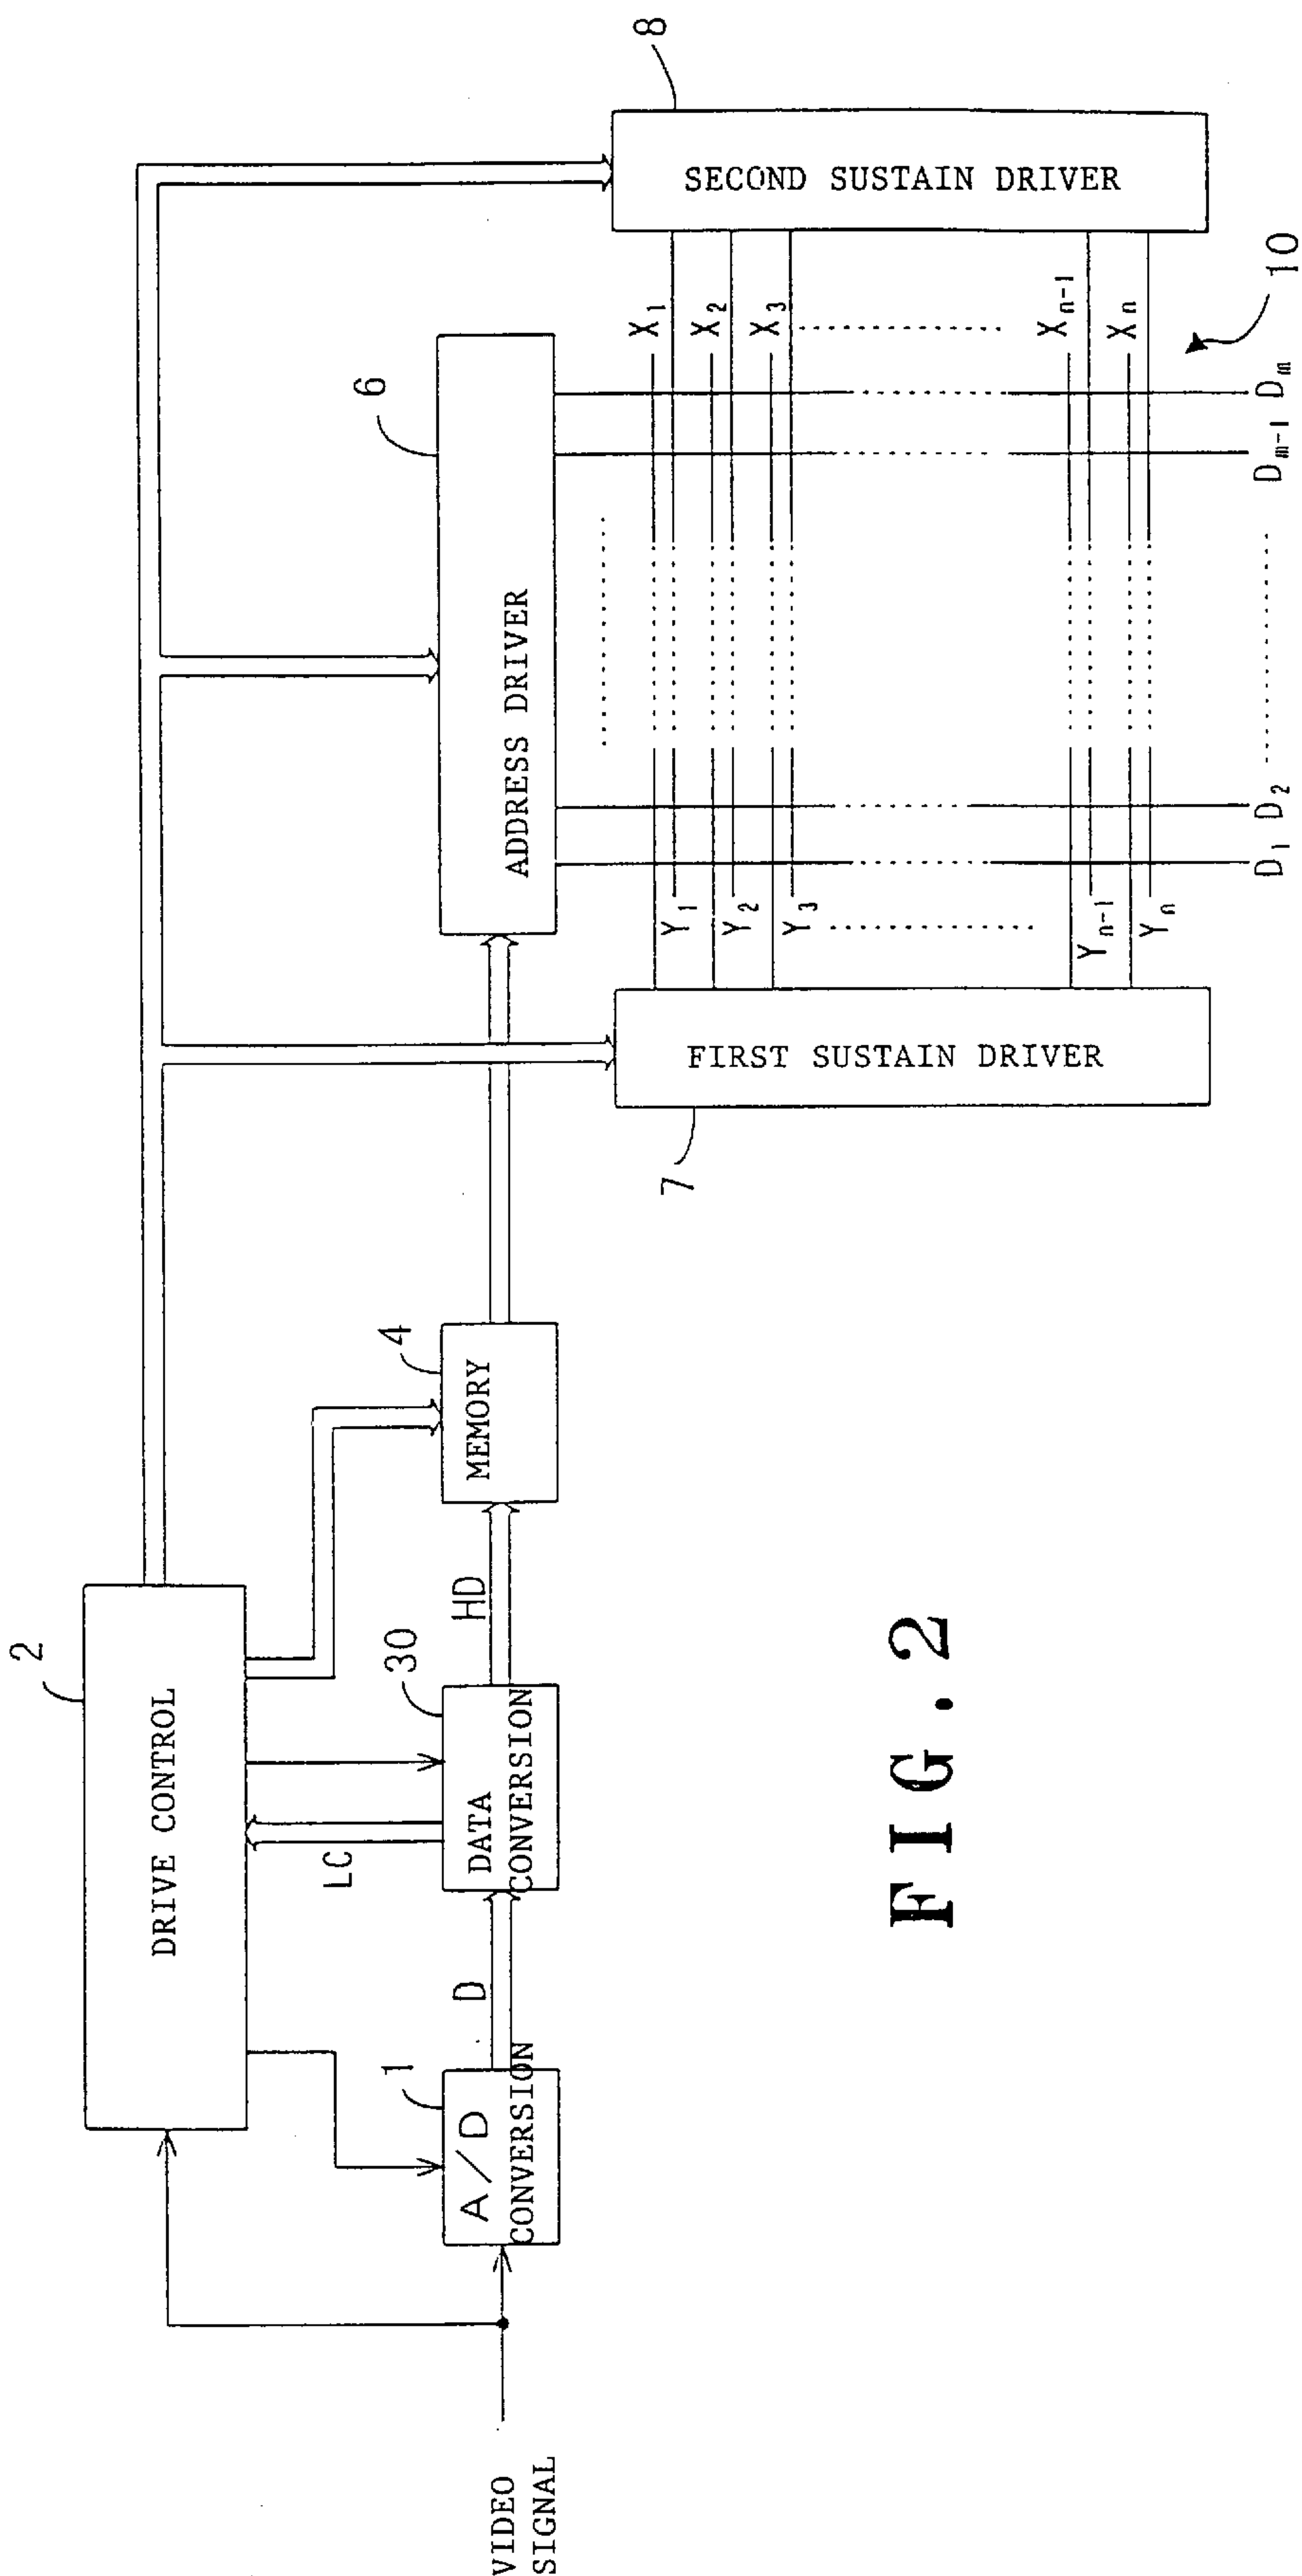 2
DRIVE CONTROL
LC
VIDEO
SIGNAL
1
A/D
CONVERSION
D
30
DATA
CONVERSION
HD
4
MEMORY
6
ADDRESS DRIVER
7
FIRST SUSTAIN DRIVER
8
SECOND SUSTAIN DRIVER
X1
X2
X3
Xn-1
Xn
Y1
Y2
Y3
Yn-1
Yn
D1 D2 Dm-1 Dm
10
FIG. 2